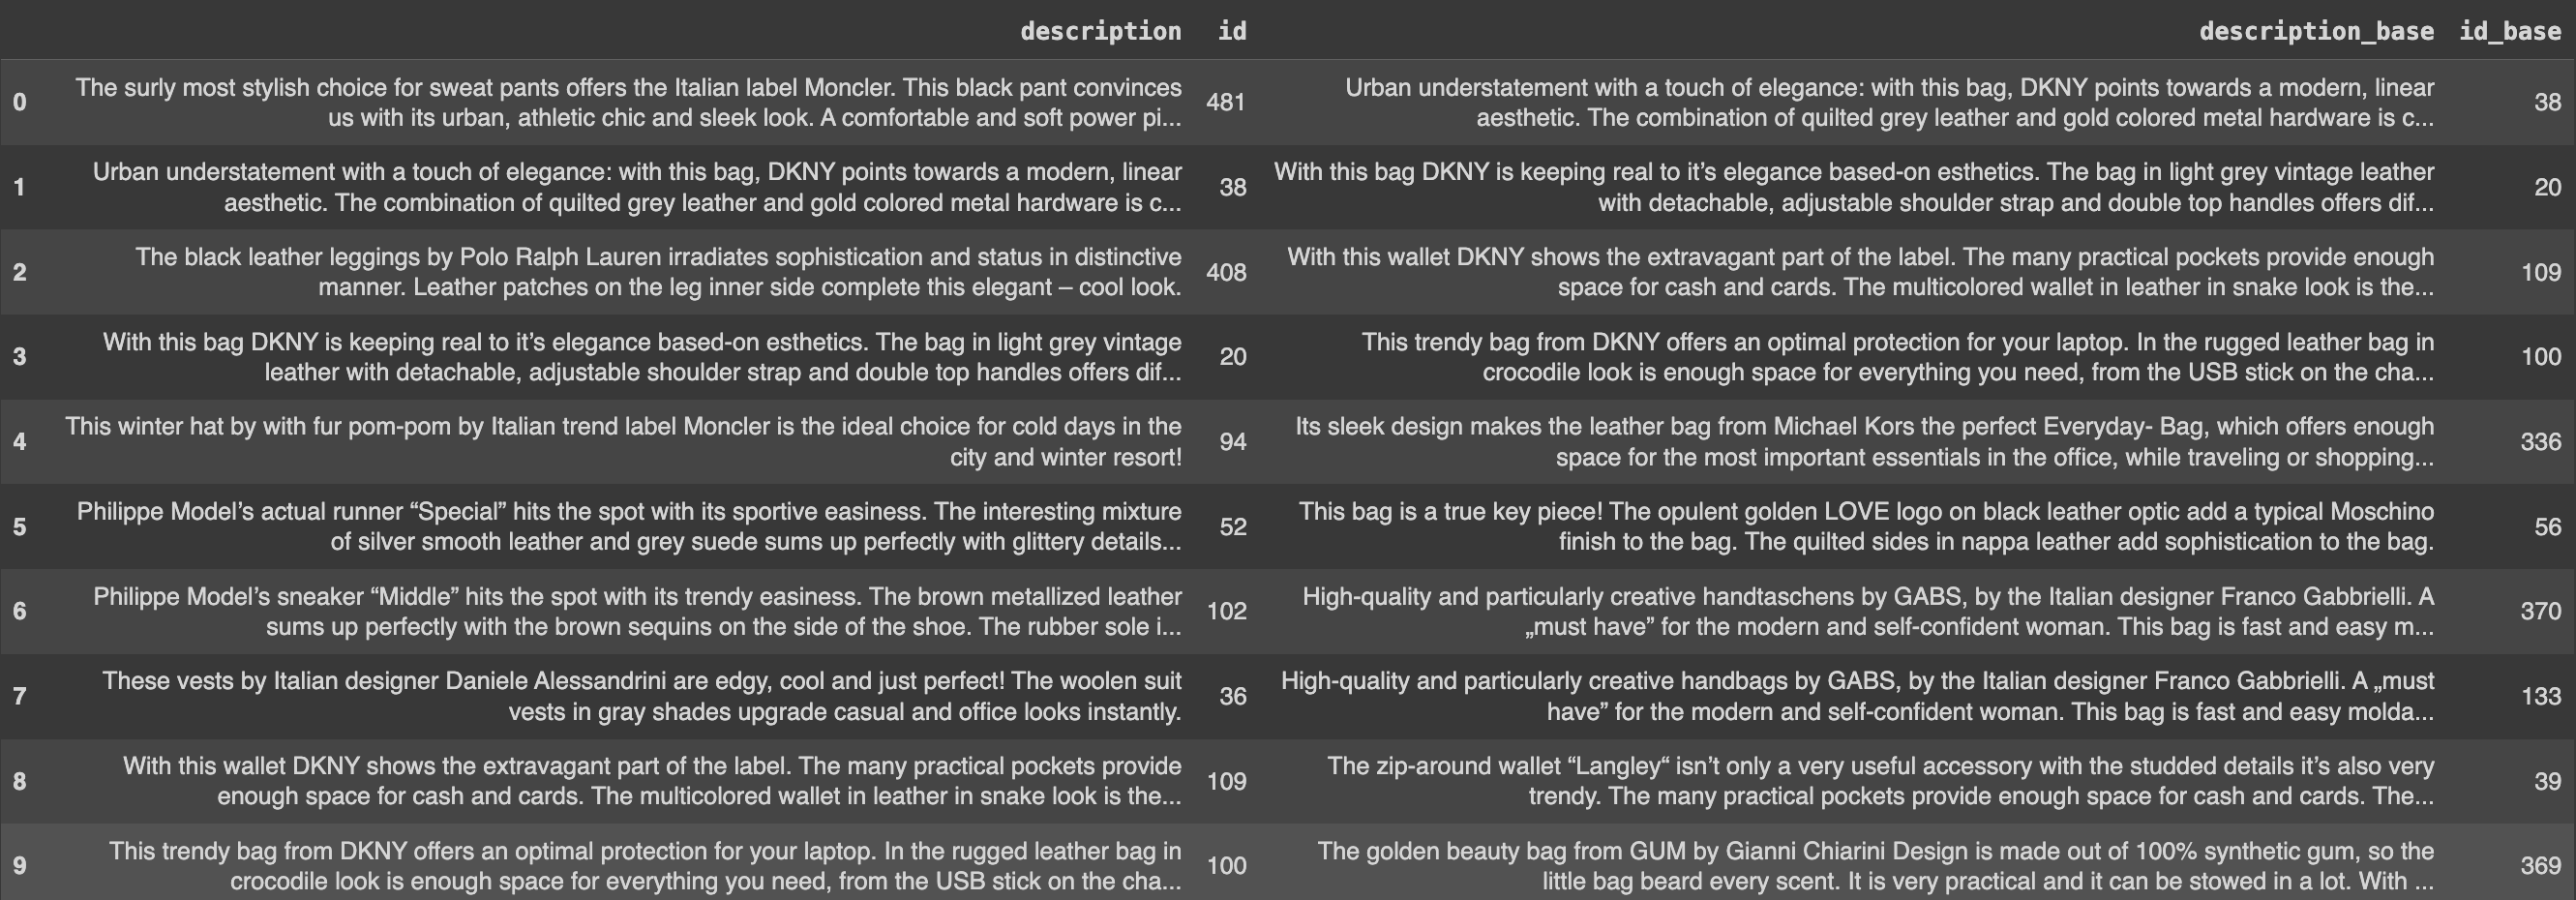 description id description_base id_base
0 The surly most stylish choice for sweat pants offers the Italian label Moncler. This black pant convinces us with its urban, athletic chic and sleek look. A comfortable and soft power pi... 481 Urban understatement with a touch of elegance: with this bag, DKNY points towards a modern, linear aesthetic. The combination of quilted grey leather and gold colored metal hardware is c... 38
1 Urban understatement with a touch of elegance: with this bag, DKNY points towards a modern, linear aesthetic. The combination of quilted grey leather and gold colored metal hardware is c... 38 With this bag DKNY is keeping real to it’s elegance based-on esthetics. The bag in light grey vintage leather with detachable, adjustable shoulder strap and double top handles offers dif... 20
2 The black leather leggings by Polo Ralph Lauren irradiates sophistication and status in distinctive manner. Leather patches on the leg inner side complete this elegant – cool look. 408 With this wallet DKNY shows the extravagant part of the label. The many practical pockets provide enough space for cash and cards. The multicolored wallet in leather in snake look is the... 109
3 With this bag DKNY is keeping real to it’s elegance based-on esthetics. The bag in light grey vintage leather with detachable, adjustable shoulder strap and double top handles offers dif... 20 This trendy bag from DKNY offers an optimal protection for your laptop. In the rugged leather bag in crocodile look is enough space for everything you need, from the USB stick on the cha... 100
4 This winter hat by with fur pom-pom by Italian trend label Moncler is the ideal choice for cold days in the city and winter resort! 94 Its sleek design makes the leather bag from Michael Kors the perfect Everyday- Bag, which offers enough space for the most important essentials in the office, while traveling or shopping... 336
5 Philippe Model’s actual runner “Special” hits the spot with its sportive easiness. The interesting mixture of silver smooth leather and grey suede sums up perfectly with glittery details... 52 This bag is a true key piece! The opulent golden LOVE logo on black leather optic add a typical Moschino finish to the bag. The quilted sides in nappa leather add sophistication to the bag. 56
6 Philippe Model’s sneaker “Middle” hits the spot with its trendy easiness. The brown metallized leather sums up perfectly with the brown sequins on the side of the shoe. The rubber sole i... 102 High-quality and particularly creative handtaschens by GABS, by the Italian designer Franco Gabbrielli. A „must have” for the modern and self-confident woman. This bag is fast and easy m... 370
7 These vests by Italian designer Daniele Alessandrini are edgy, cool and just perfect! The woolen suit vests in gray shades upgrade casual and office looks instantly. 36 High-quality and particularly creative handbags by GABS, by the Italian designer Franco Gabbrielli. A „must have” for the modern and self-confident woman. This bag is fast and easy molda... 133
8 With this wallet DKNY shows the extravagant part of the label. The many practical pockets provide enough space for cash and cards. The multicolored wallet in leather in snake look is the... 109 The zip-around wallet “Langley“ isn’t only a very useful accessory with the studded details it’s also very trendy. The many practical pockets provide enough space for cash and cards. The... 39
9 This trendy bag from DKNY offers an optimal protection for your laptop. In the rugged leather bag in crocodile look is enough space for everything you need, from the USB stick on the cha... 100 The golden beauty bag from GUM by Gianni Chiarini Design is made out of 100% synthetic gum, so the little bag beard every scent. It is very practical and it can be stowed in a lot. With ... 369